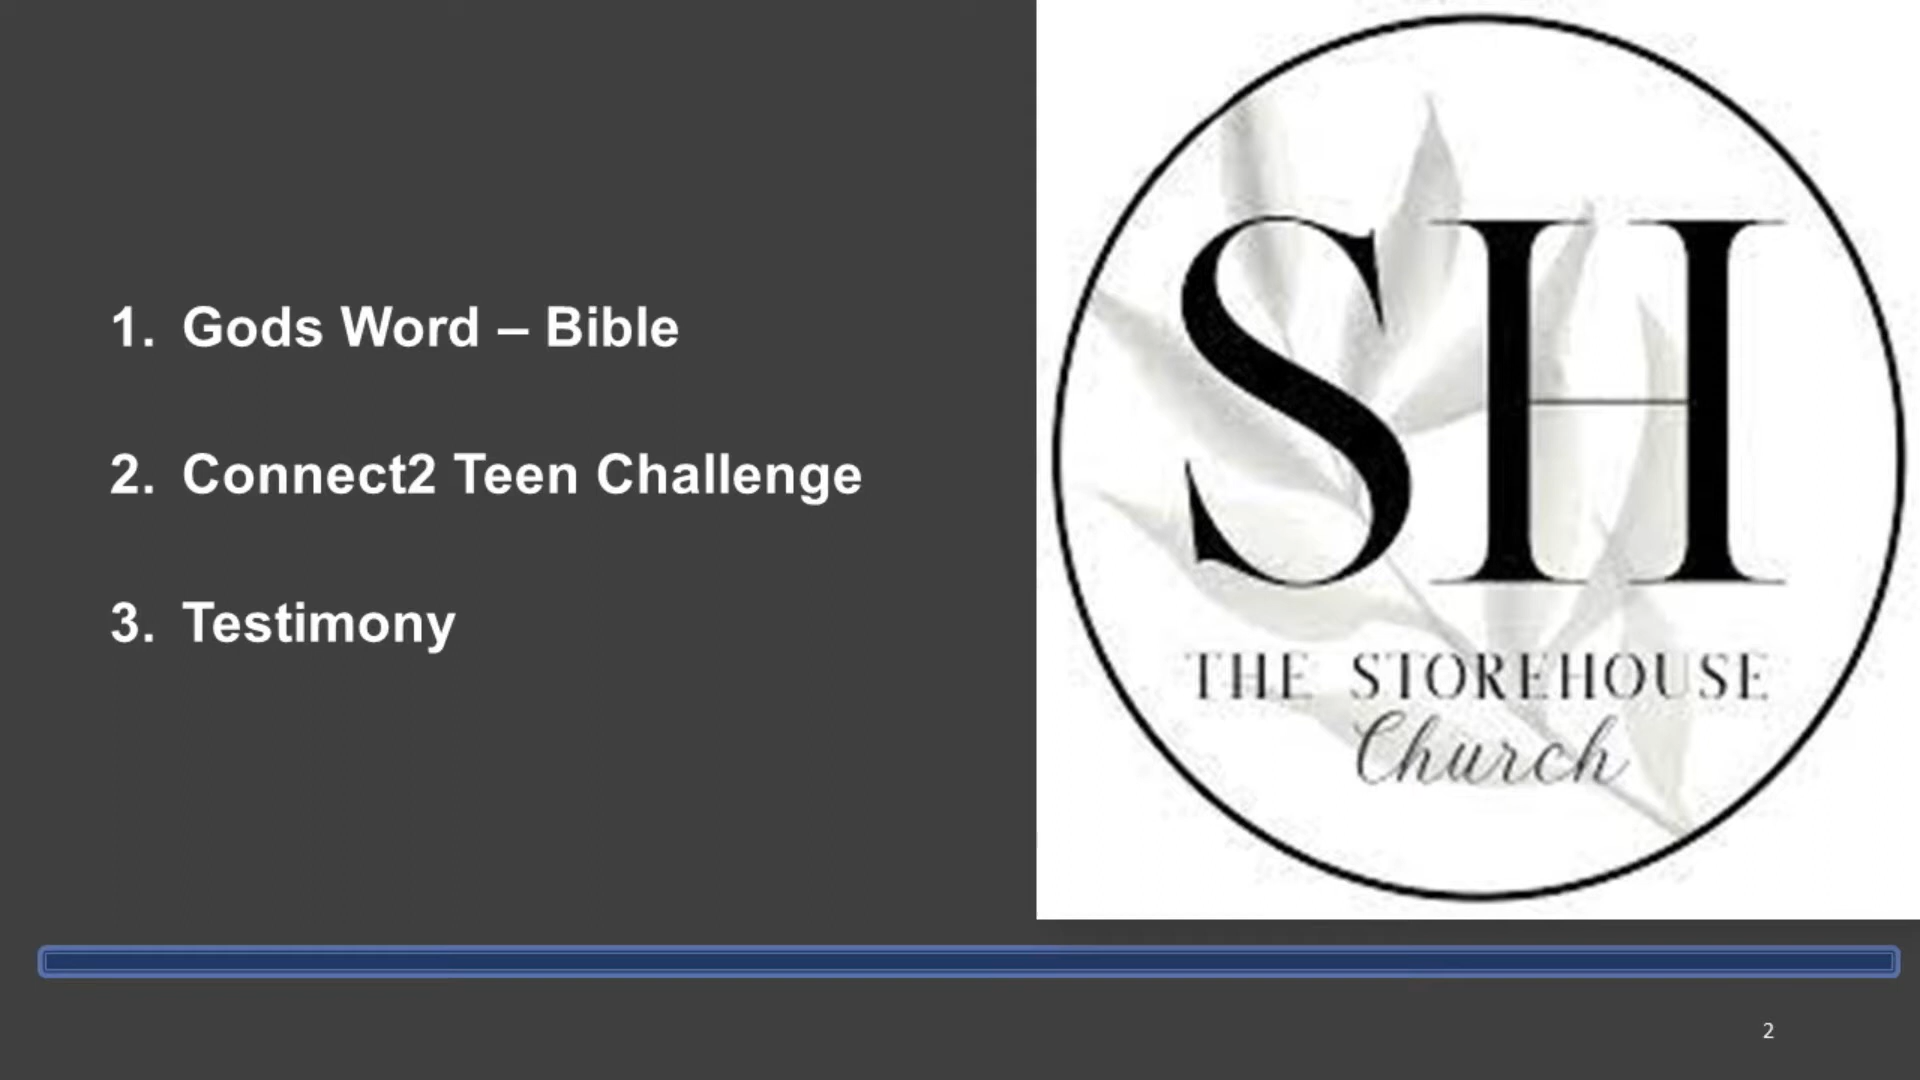 1. Gods Word – Bible
2. Connect2 Teen Challenge
3. Testimony
SH
THE STOREHOUSE
Church
2